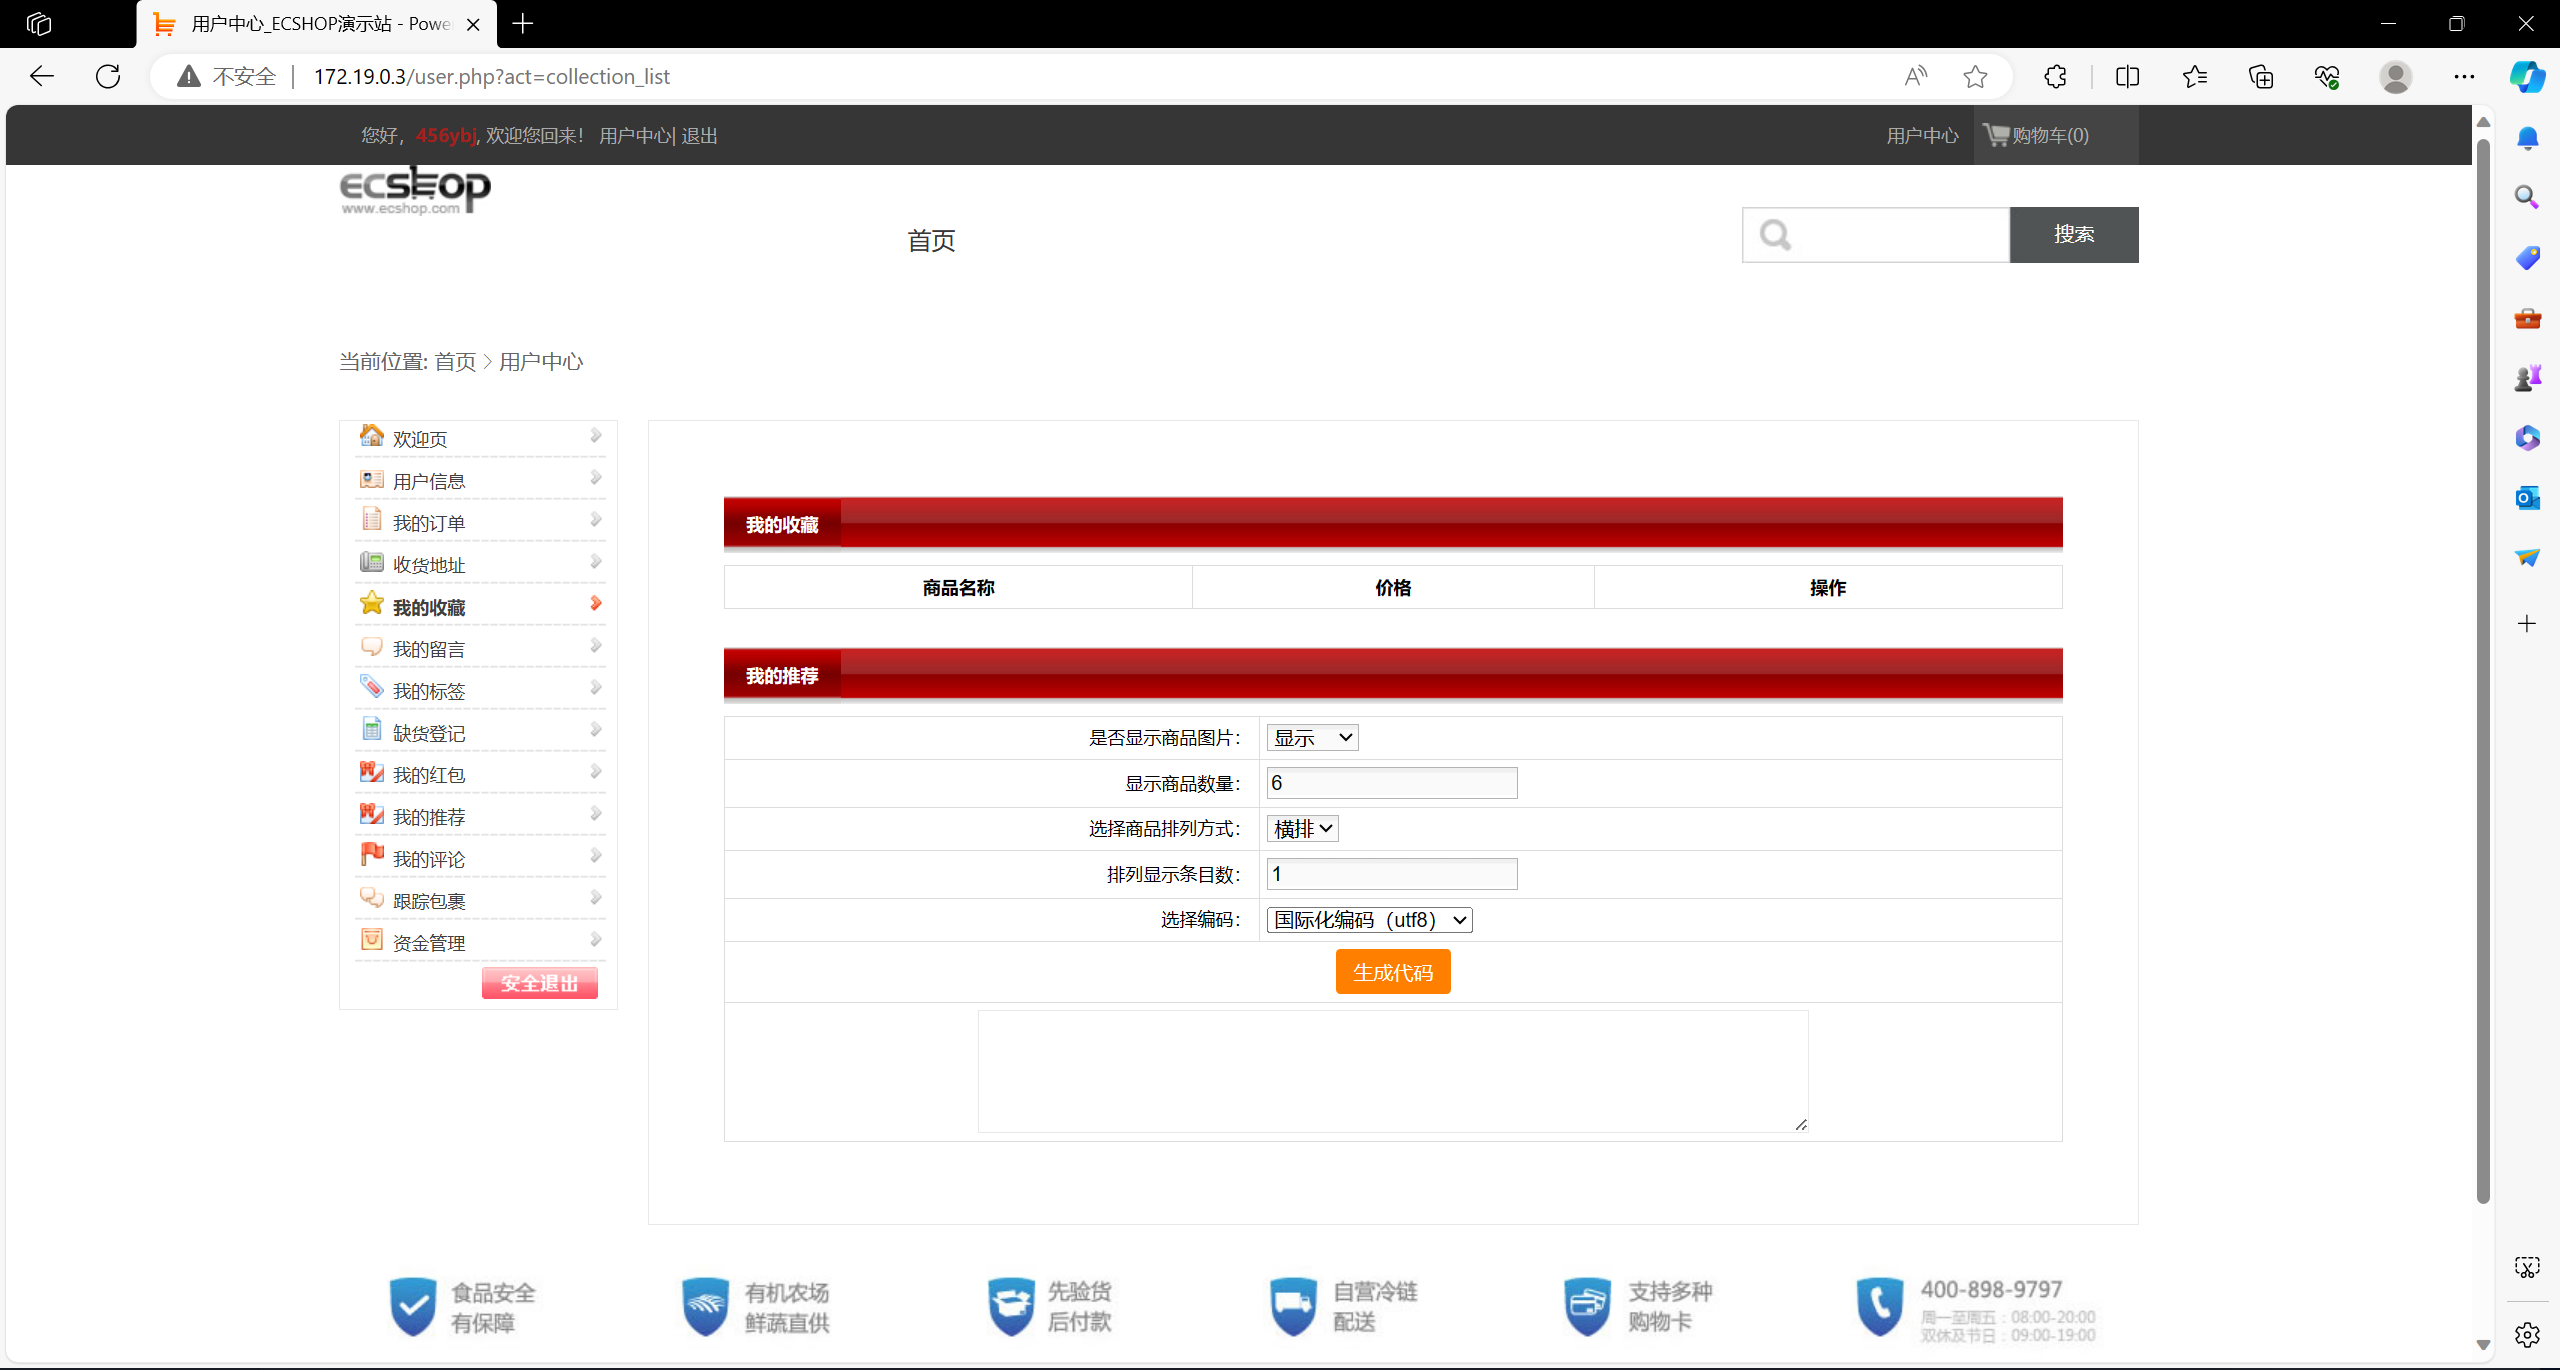 用户中心_ECSHOP演示站 - Powe
不安全 | 172.19.0.3/user.php?act=collection_list
您好，456ybj, 欢迎您回来！ 用户中心| 退出
用户中心 购物车(0)
ecshop
www.ecshop.com
首页
搜索
当前位置: 首页 > 用户中心
欢迎页
用户信息
我的订单
收货地址
我的收藏
我的留言
我的标签
缺货登记
我的红包
我的推荐
我的评论
跟踪包裹
资金管理
安全退出
我的收藏
商品名称 价格 操作
我的推荐
是否显示商品图片： 显示
显示商品数量： 6
选择商品排列方式： 横排
排列显示条目数： 1
选择编码： 国际化编码（utf8）
生成代码
食品安全
有保障
有机农场
鲜蔬直供
先验货
后付款
自营冷链
配送
支持多种
购物卡
400-898-9797
周一至周五：08:00-20:00
双休及节日：09:00-19:00